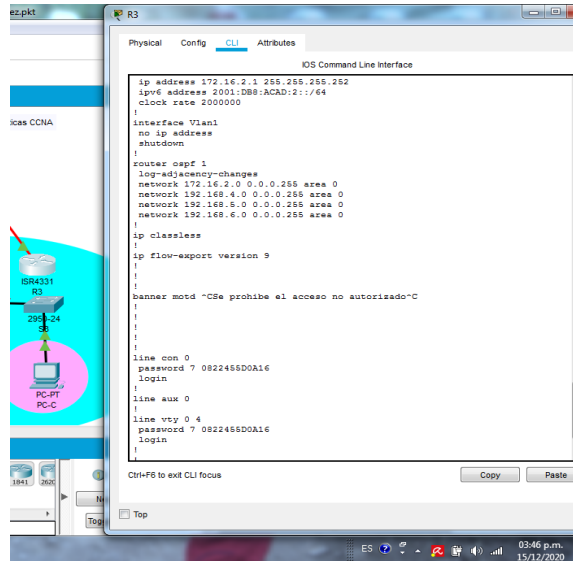 ez.pkt
R3
Physical Config CLI Attributes
IOS Command Line Interface
ip address 172.16.2.1 255.255.255.252
ipv6 address 2001:DB8:ACAD:2::/64
clock rate 2000000
!
interface Vlan1
no ip address
shutdown
!
router ospf 1
log-adjacency-changes
network 172.16.2.0 0.0.0.255 area 0
network 192.168.4.0 0.0.0.255 area 0
network 192.168.5.0 0.0.0.255 area 0
network 192.168.6.0 0.0.0.255 area 0
!
ip classless
!
ip flow-export version 9
!
!
!
banner motd ^CSe prohibe el acceso no autorizado^C
!
!
!
!
!
line con 0
password 7 0822455D0A16
login
!
line aux 0
!
line vty 0 4
password 7 0822455D0A16
login
!
Ctrl+F6 to exit CLI focus
Copy
Paste
Top
icas CCNA
ISR4331
R3
2950-24
S3
PC-PT
PC-C
1841
2620
N
Tog
ES
03:46 p.m.
15/12/2020